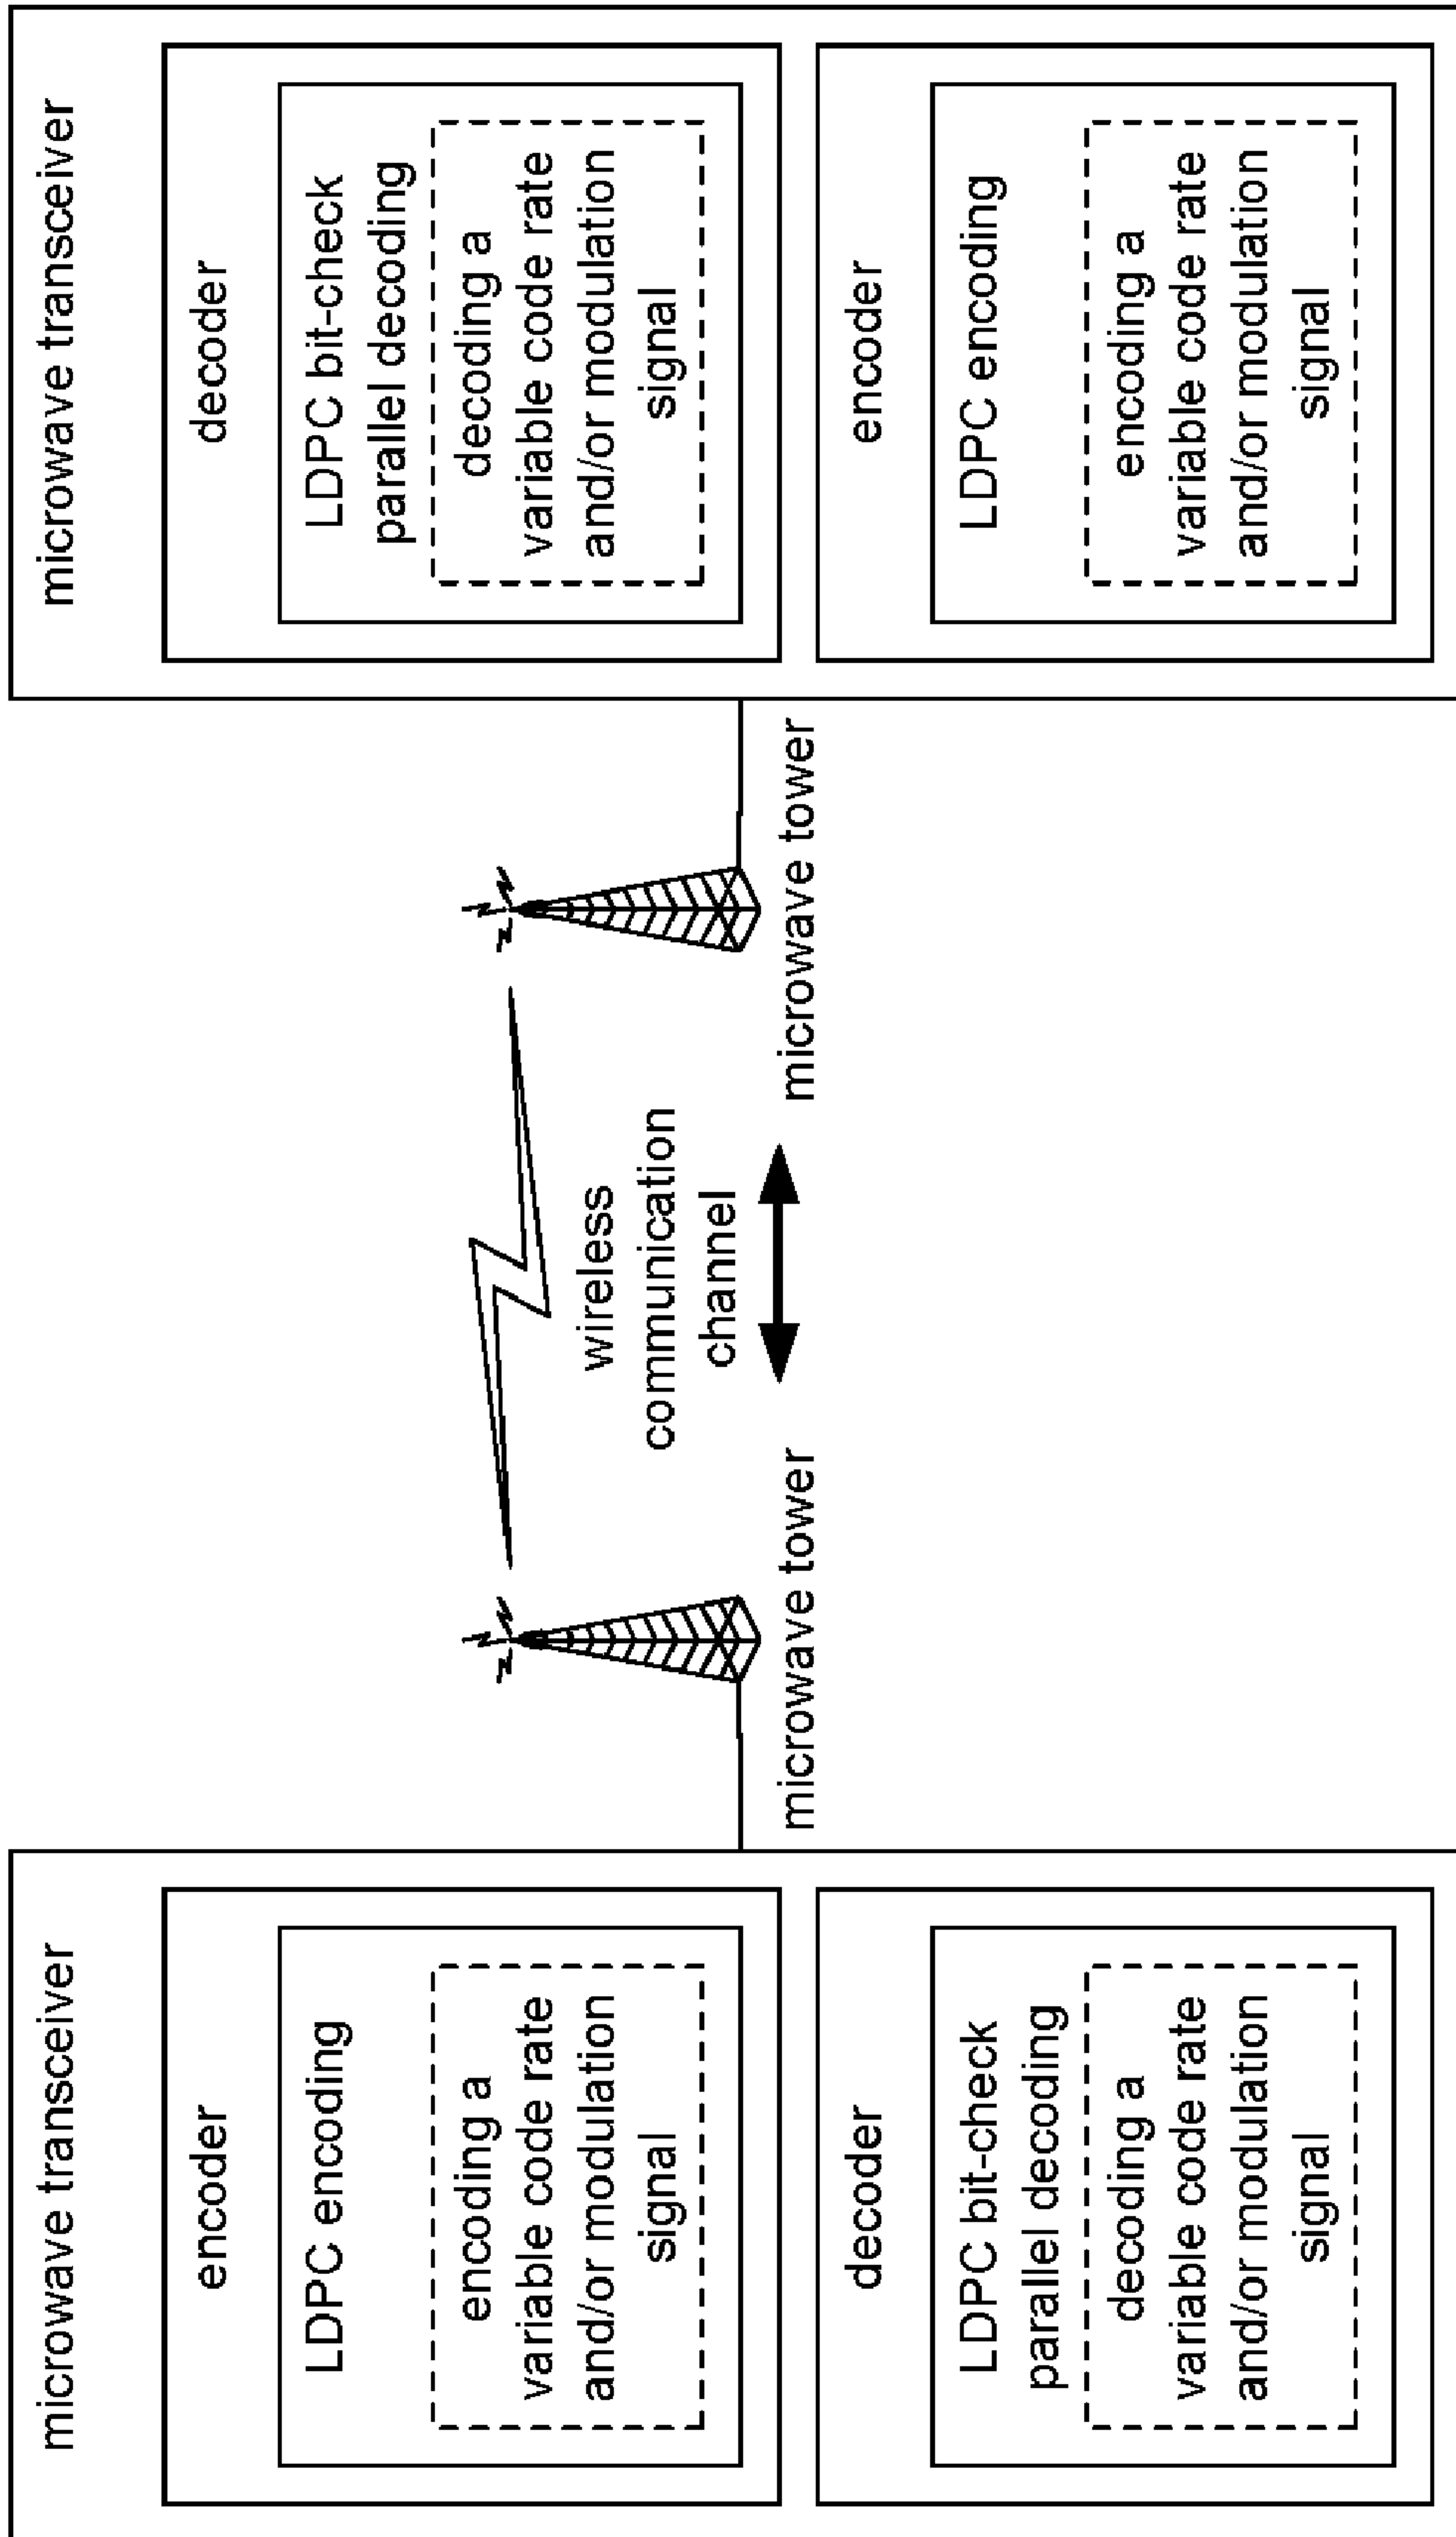 microwave transceiver
encoder
LDPC encoding
encoding a
variable code rate
and/or modulation
signal
decoder
LDPC bit-check
parallel decoding
decoding a
variable code rate
and/or modulation
signal
microwave tower
wireless
communication
channel
microwave tower
microwave transceiver
decoder
LDPC bit-check
parallel decoding
decoding a
variable code rate
and/or modulation
signal
encoder
LDPC encoding
encoding a
variable code rate
and/or modulation
signal